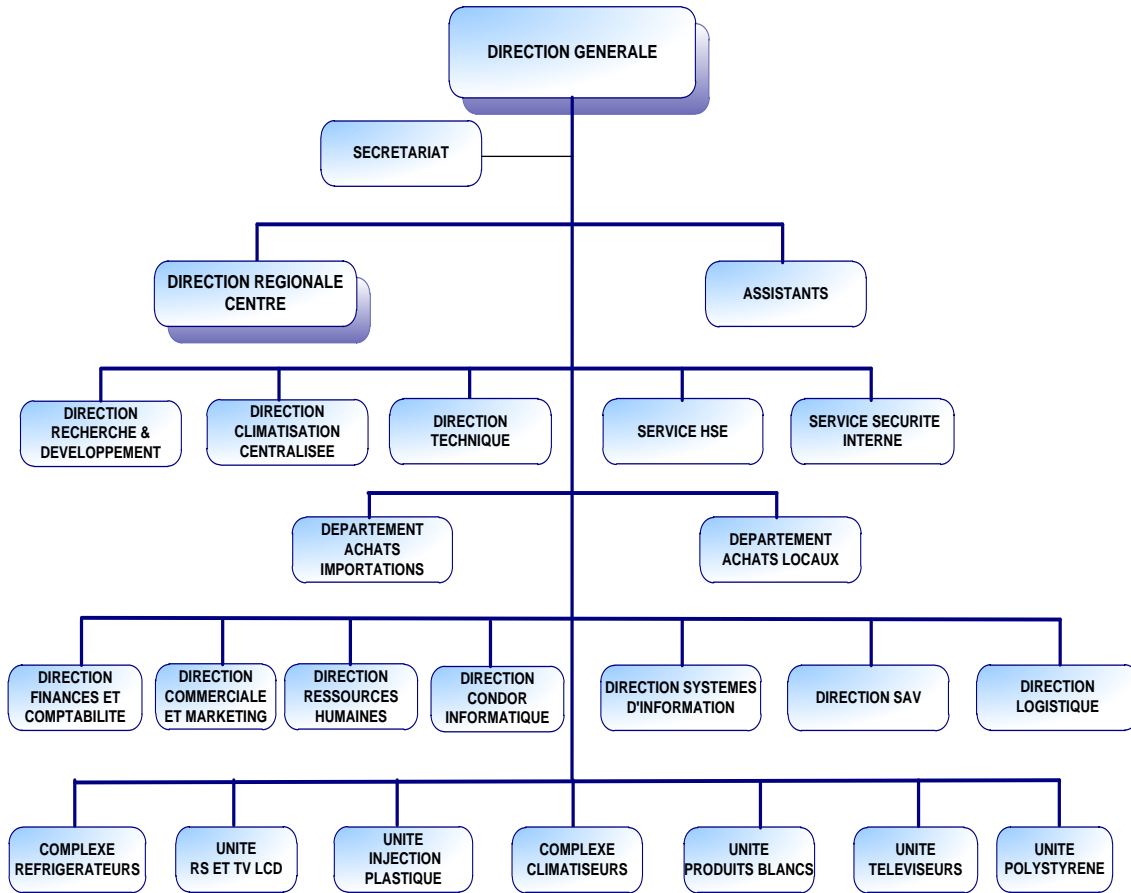 DIRECTION GENERALE
SECRETARIAT
DIRECTION REGIONALE
CENTRE
ASSISTANTS
DIRECTION
RECHERCHE &
DEVELOPPEMENT
DIRECTION
CLIMATISATION
CENTRALISEE
DIRECTION
TECHNIQUE
SERVICE HSE
SERVICE SECURITE
INTERNE
DEPARTEMENT
ACHATS
IMPORTATIONS
DEPARTEMENT
ACHATS LOCAUX
DIRECTION
FINANCES ET
COMPTABILITE
DIRECTION
COMMERCIALE
ET MARKETING
DIRECTION
RESSOURCES
HUMAINES
DIRECTION
CONDOR
INFORMATIQUE
DIRECTION SYSTEMES
D'INFORMATION
DIRECTION SAV
DIRECTION
LOGISTIQUE
COMPLEXE
REFRIGERATEURS
UNITE
RS ET TV LCD
UNITE
INJECTION
PLASTIQUE
COMPLEXE
CLIMATISEURS
UNITE
PRODUITS BLANCS
UNITE
TELEVISEURS
UNITE
POLYSTYRENE